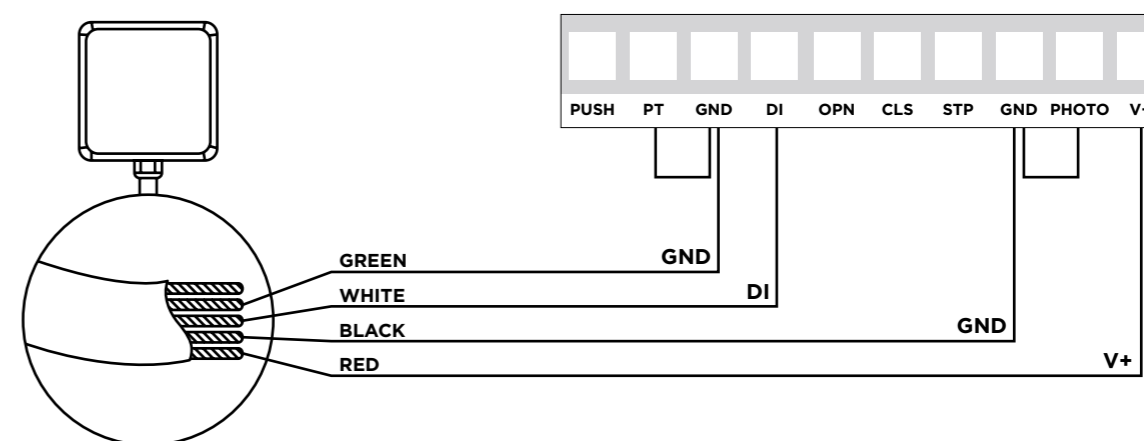 PUSH PT GND DI OPN CLS STP GND PHOTO V+
GREEN GND
WHITE DI
BLACK GND
RED V+